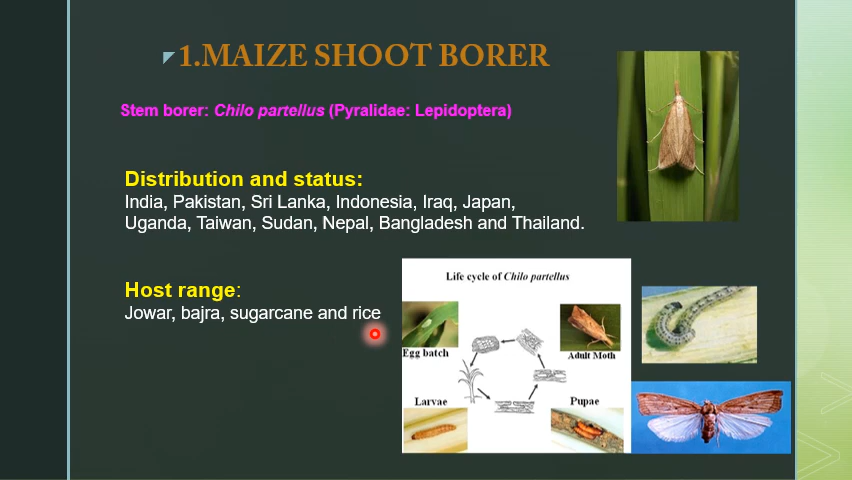 1.MAIZE SHOOT BORER
Stem borer: Chilo partellus (Pyralidae: Lepidoptera)
Distribution and status:
India, Pakistan, Sri Lanka, Indonesia, Iraq, Japan,
Uganda, Taiwan, Sudan, Nepal, Bangladesh and Thailand.
Host range:
Jowar, bajra, sugarcane and rice
Life cycle of Chilo partellus
Egg batch
Adult Moth
Larvae
Pupae